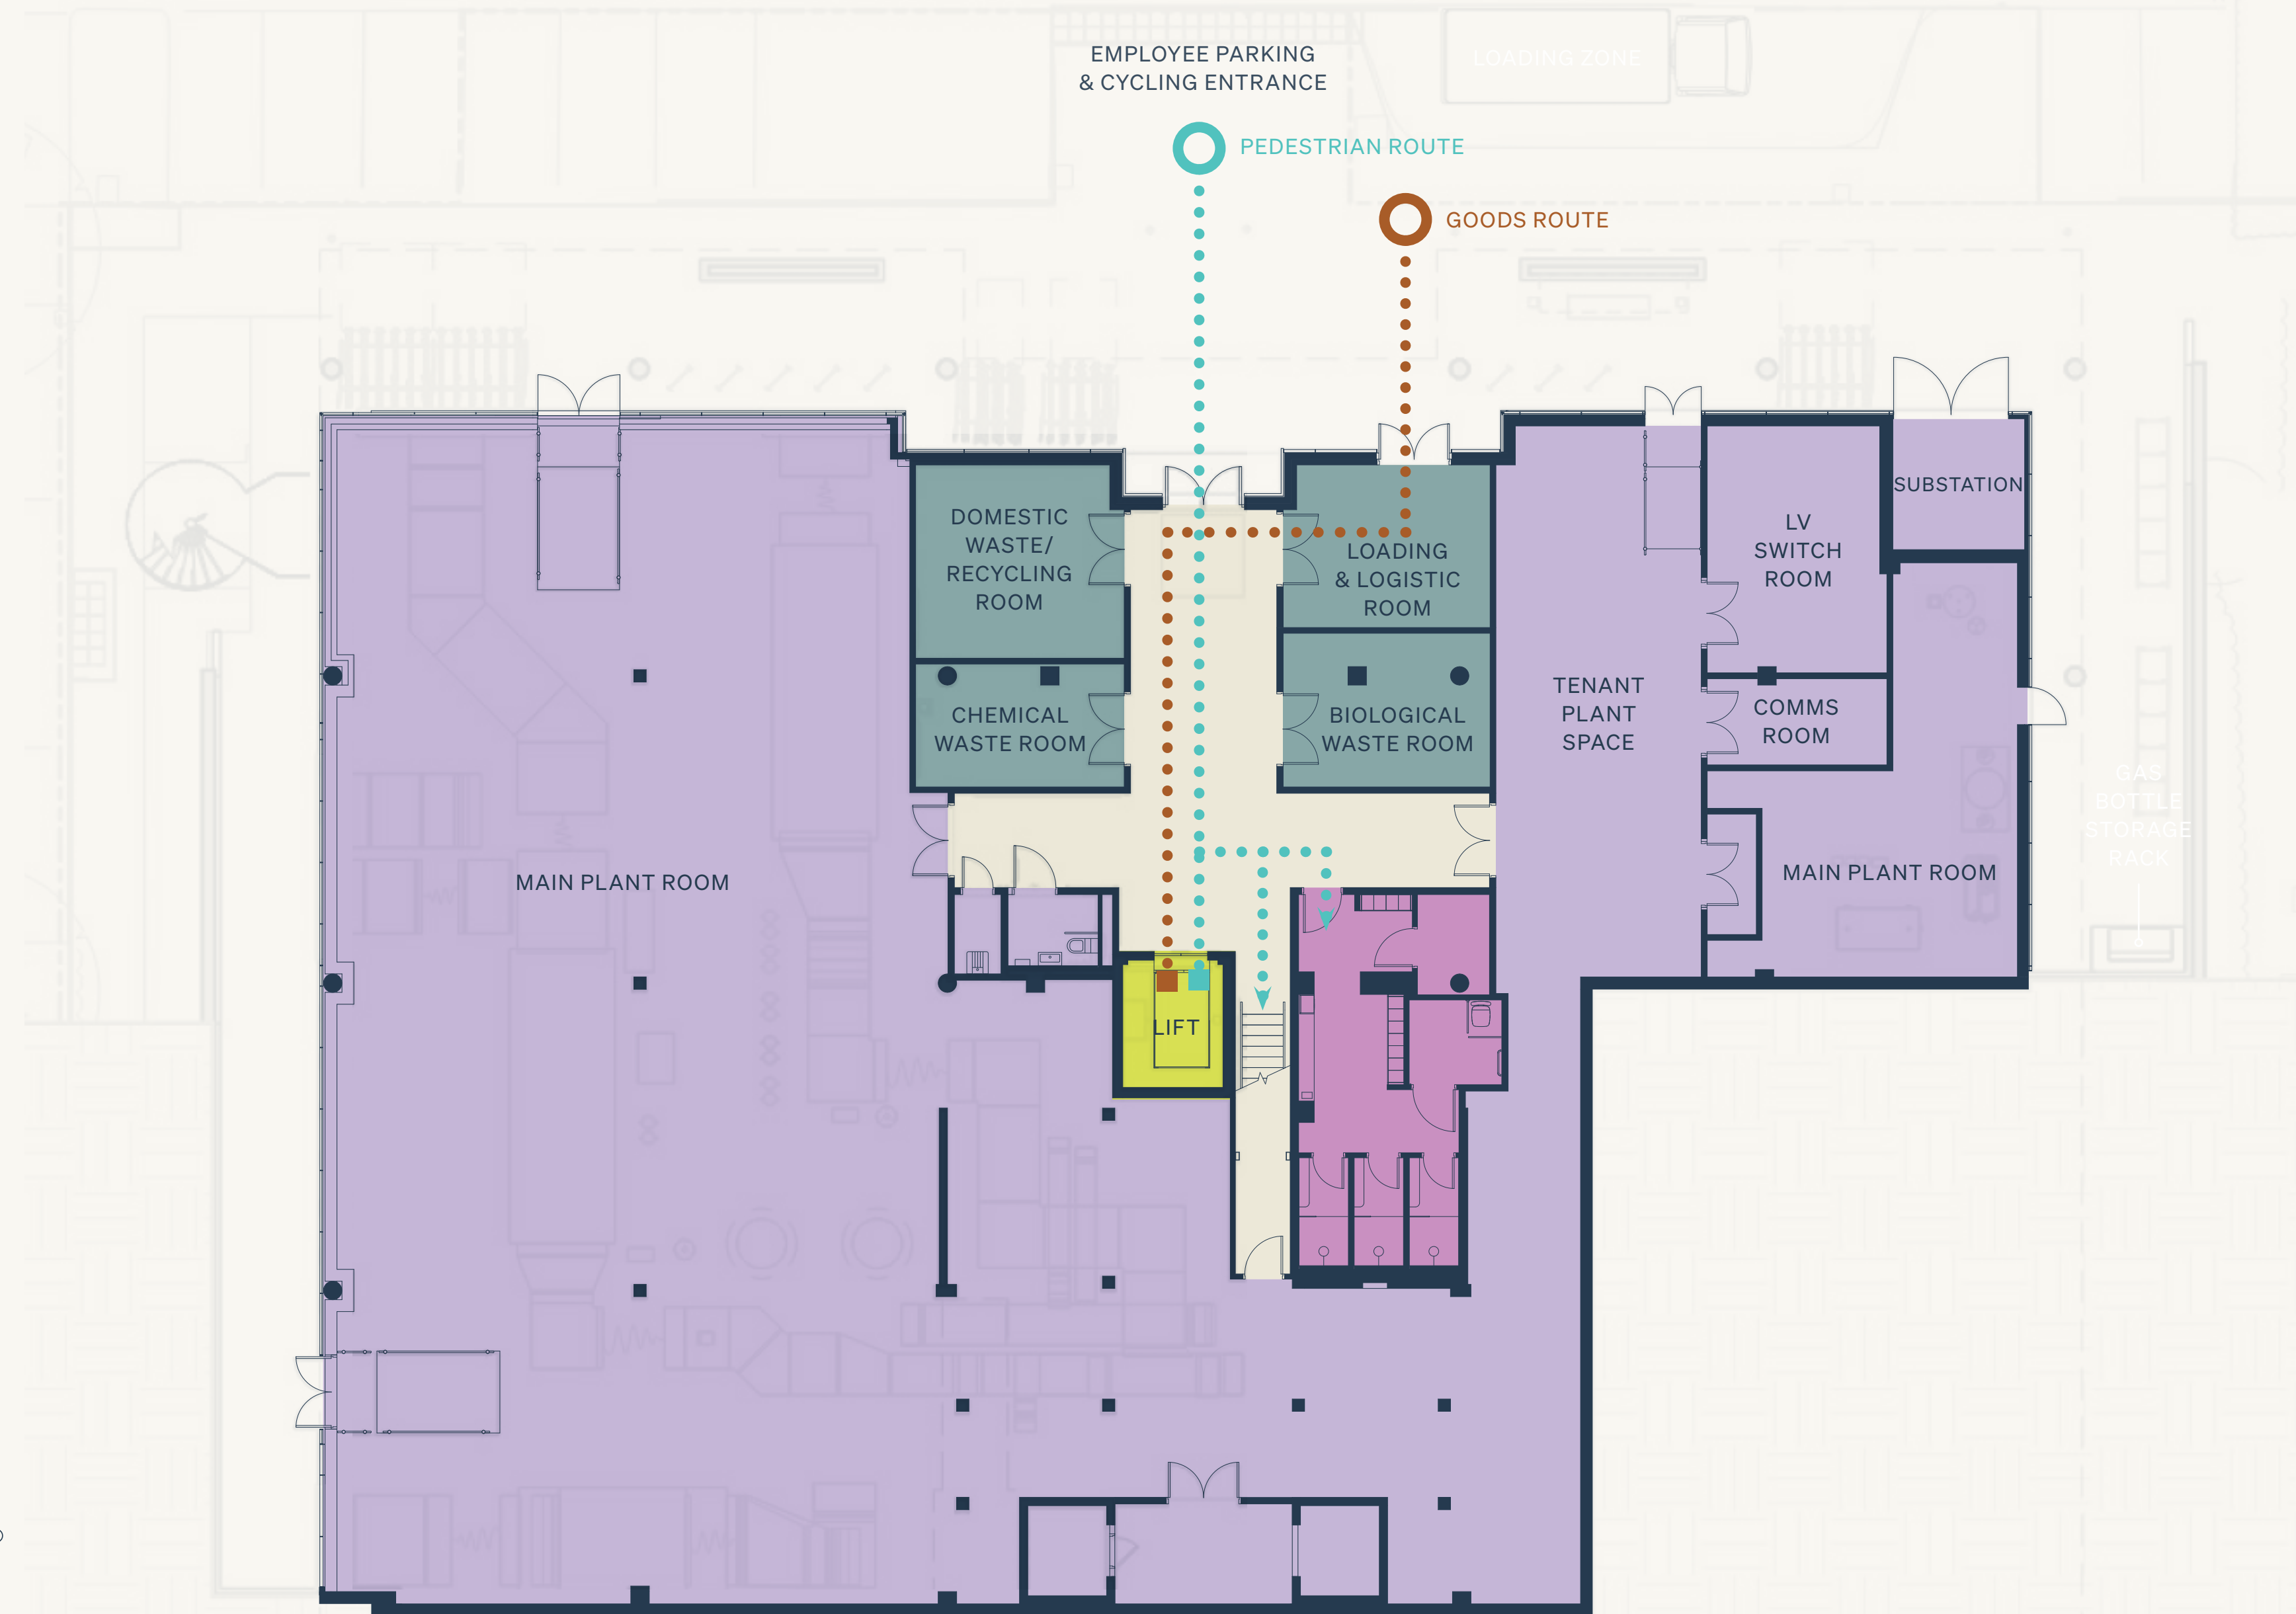 EMPLOYEE PARKING
& CYCLING ENTRANCE
LOADING ZONE
PEDESTRIAN ROUTE
GOODS ROUTE
DOMESTIC
WASTE/
RECYCLING
ROOM
LOADING
& LOGISTIC
ROOM
LV
SWITCH
ROOM
SUBSTATION
CHEMICAL
WASTE ROOM
BIOLOGICAL
WASTE ROOM
TENANT
PLANT
SPACE
COMMS
ROOM
GAS
BOTTLE
STORAGE
RACK
MAIN PLANT ROOM
MAIN PLANT ROOM
LIFT